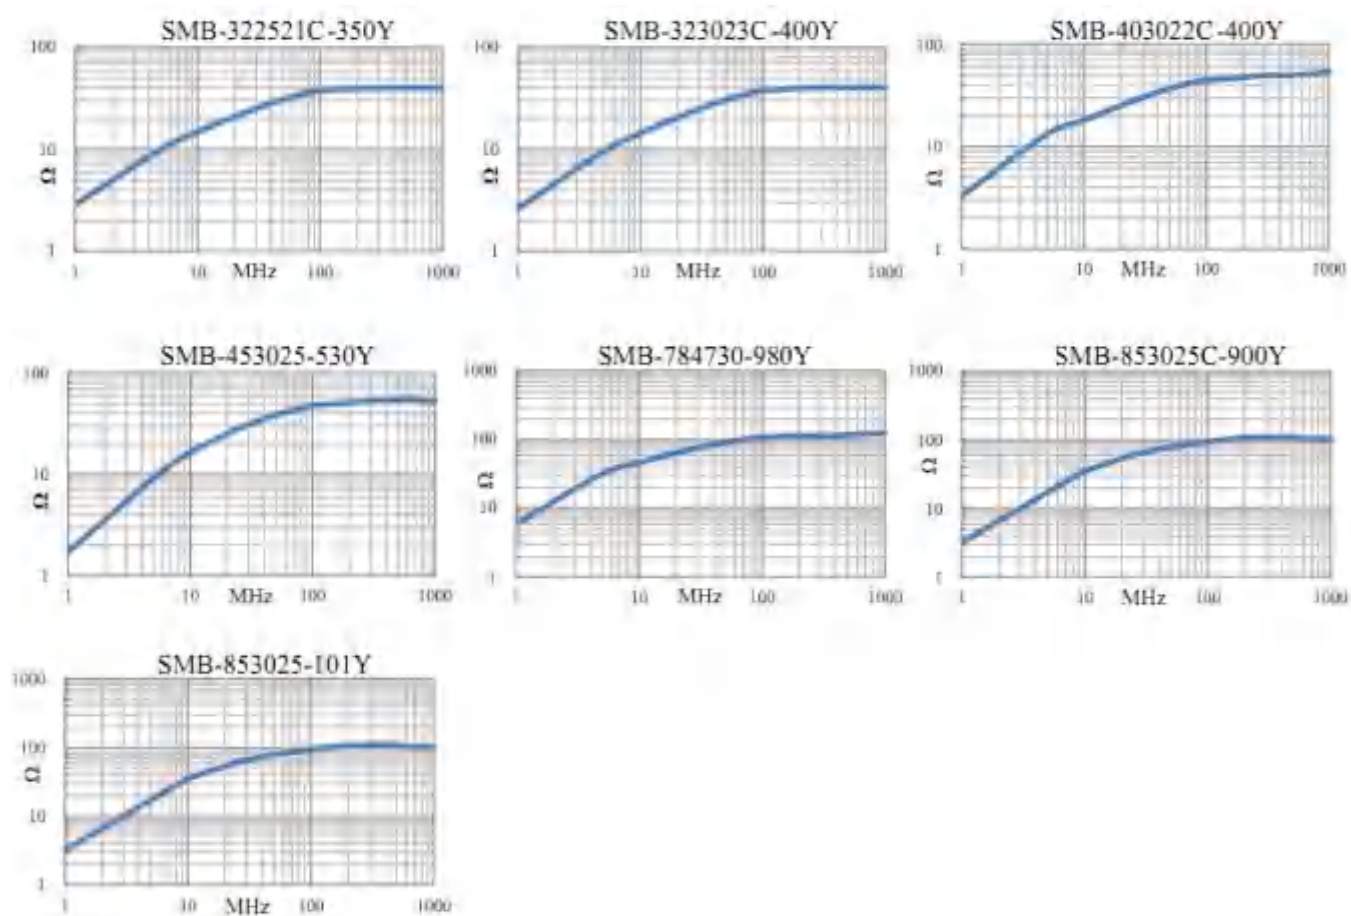 SMB-322521C-350Y SMB-323023C-400Y SMB-403022C-400Y
100 100 100
10 10 10
Ω Ω Ω
1 1 1
1 10 MHz 100 1000 1 10 MHz 100 1000 1 10 MHz 100 1000
SMB-453025-530Y SMB-784730-980Y SMB-853025C-900Y
100 1000 1000
100 100
10
Ω Ω Ω
10 10
1 1 1
1 10 MHz 100 1000 1 10 MHz 100 1000 1 10 MHz 100 1000
SMB-853025-101Y
1000
100
Ω
10
1
1 10 MHz 100 1000